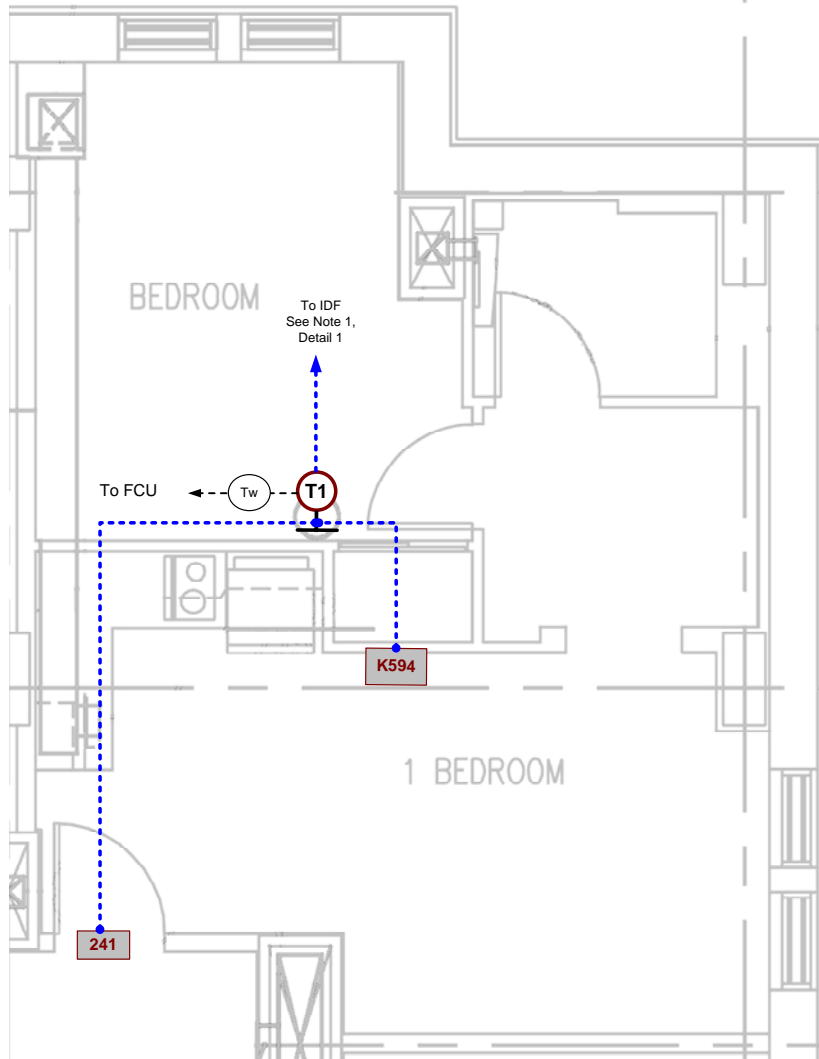 BEDROOM
To IDF
See Note 1,
Detail 1
To FCU
Tw
T1
K594
1 BEDROOM
241